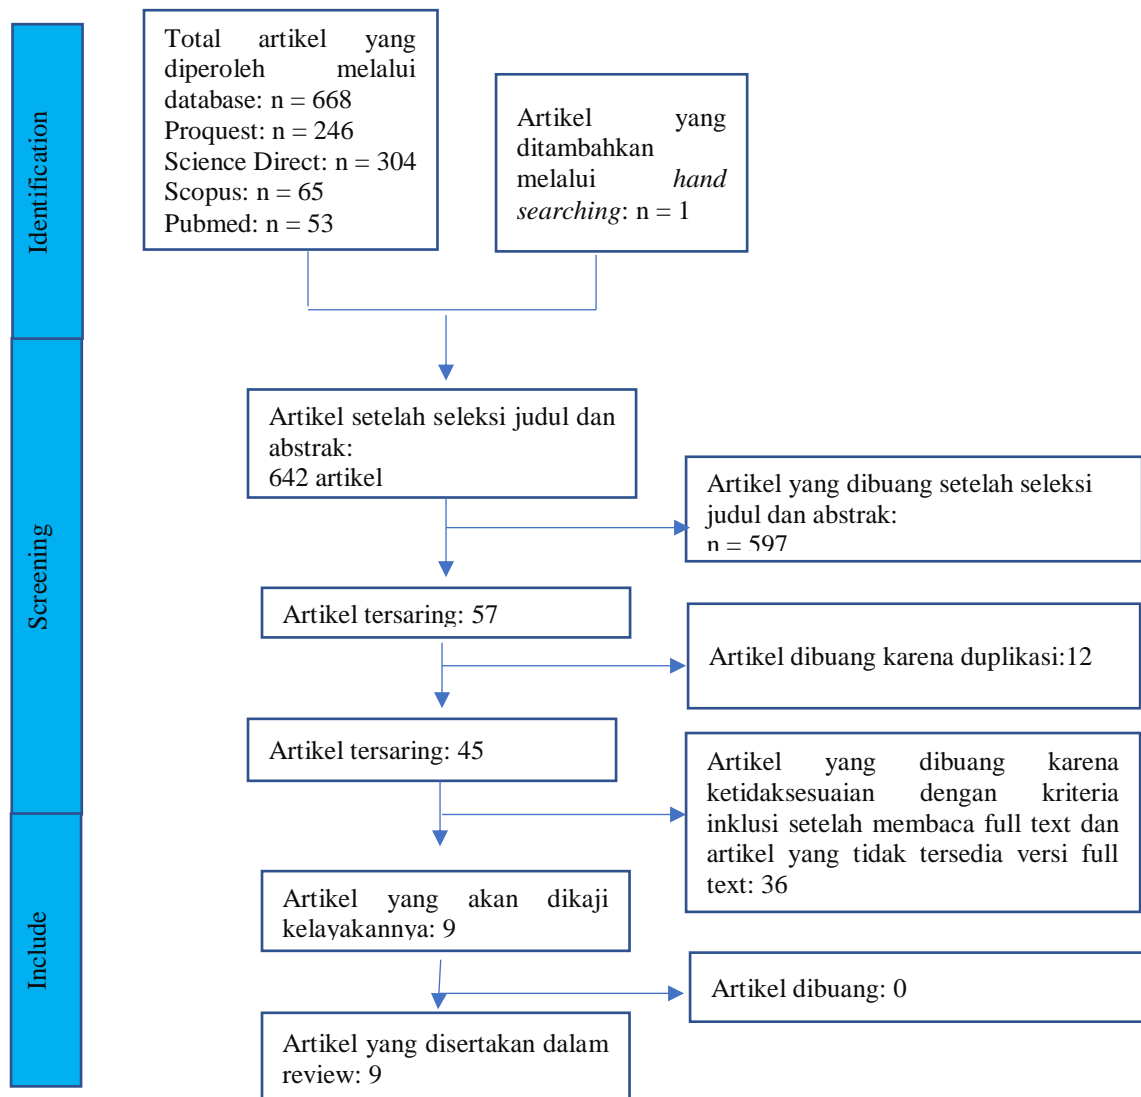 Identification
Total artikel yang
diperoleh melalui
database: n = 668
Proquest: n = 246
Science Direct: n = 304
Scopus: n = 65
Pubmed: n = 53
Artikel yang
ditambahkan
melalui hand
searching: n = 1
Screening
Artikel setelah seleksi judul dan
abstrak:
642 artikel
Artikel yang dibuang setelah seleksi
judul dan abstrak:
n = 597
Artikel tersaring: 57
Artikel dibuang karena duplikasi:12
Artikel tersaring: 45
Artikel yang dibuang karena
ketidaksesuaian dengan kriteria
inklusi setelah membaca full text dan
artikel yang tidak tersedia versi full
text: 36
Include
Artikel yang akan dikaji
kelayakannya: 9
Artikel dibuang: 0
Artikel yang disertakan dalam
review: 9